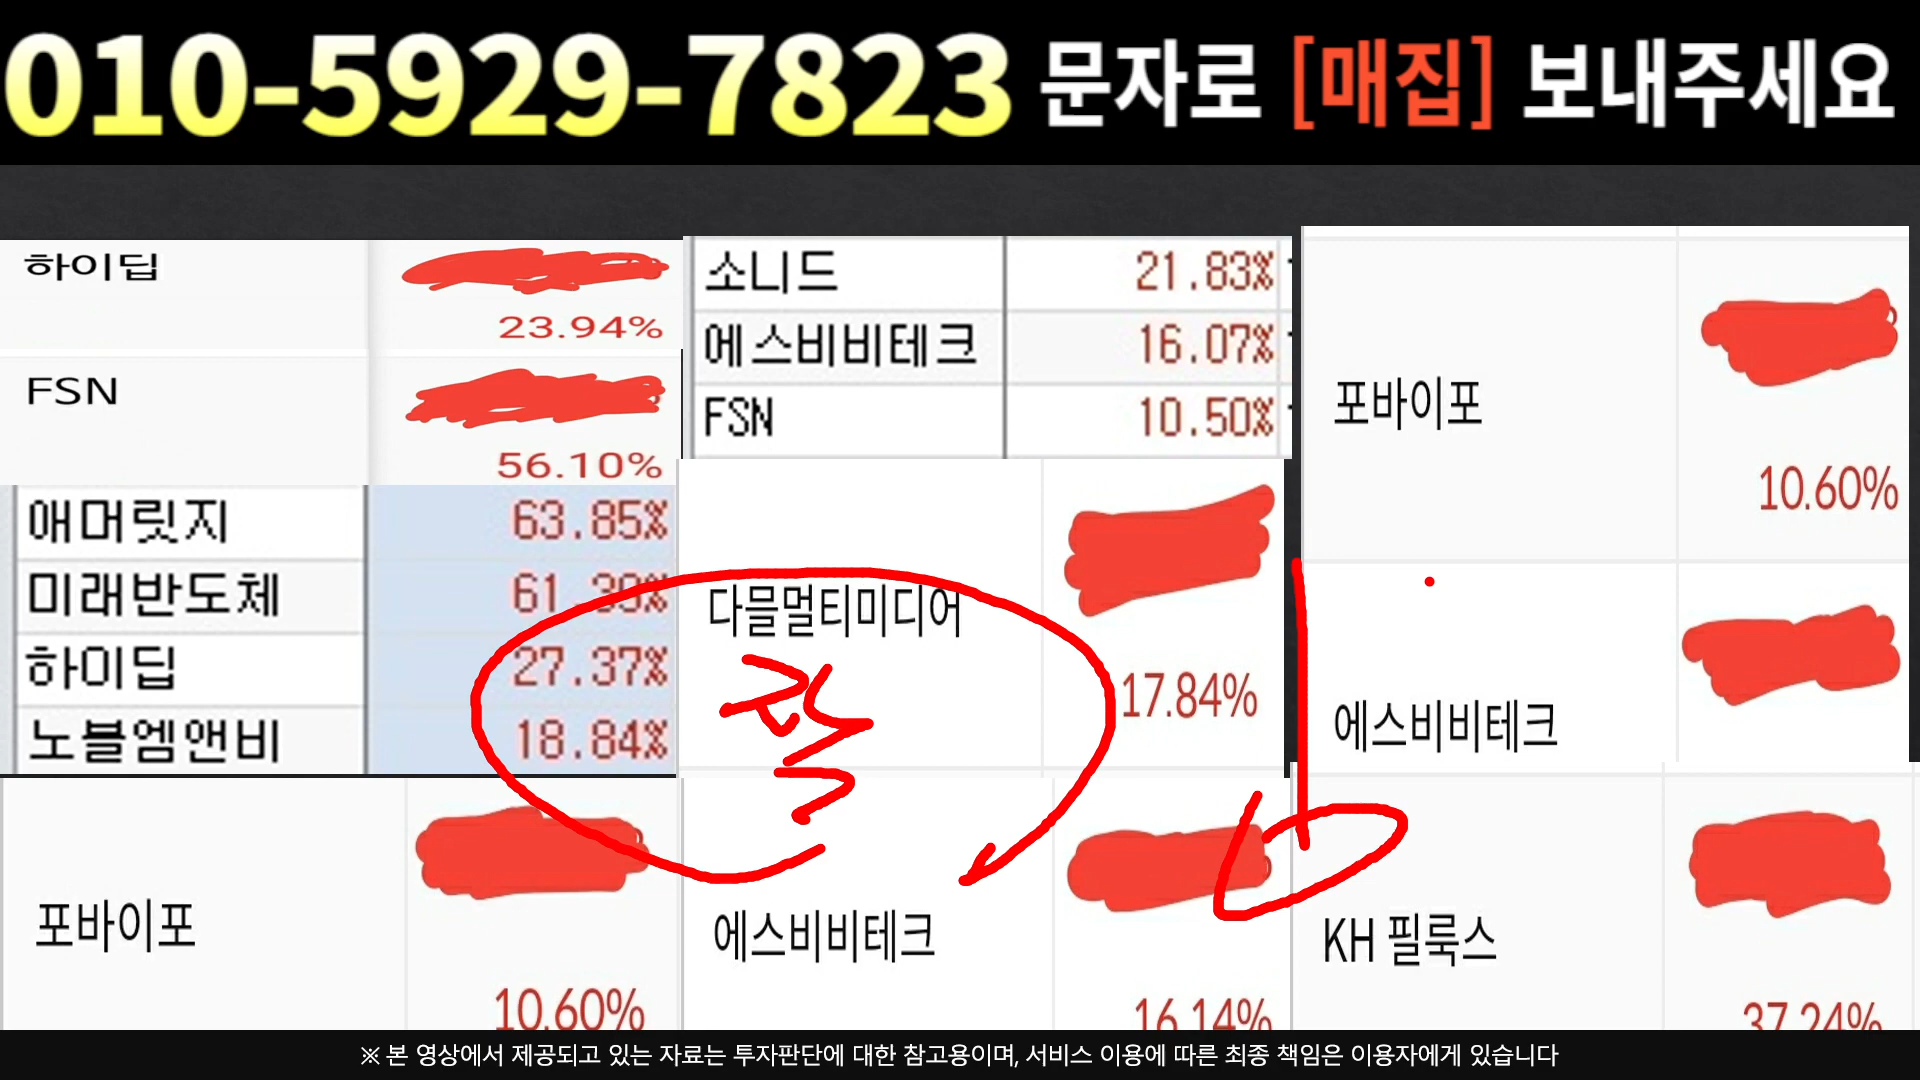 010-5929-7823 문자로 [매집] 보내주세요
하이딥
23.94%
FSN
56.10%
소니드 21.83%
에스비비테크 16.07%
FSN 10.50%
포바이포
10.60%
애머릿지 63.85%
미래반도체 61.39%
하이딥 27.37%
노블엠앤비 18.84%
다믈멀티미디어
17.84%
에스비비테크
포바이포
10.60%
에스비비테크
16.14%
KH 필룩스
37.24%
※ 본 영상에서 제공되고 있는 자료는 투자판단에 대한 참고용이며, 서비스 이용에 따른 최종 책임은 이용자에게 있습니다